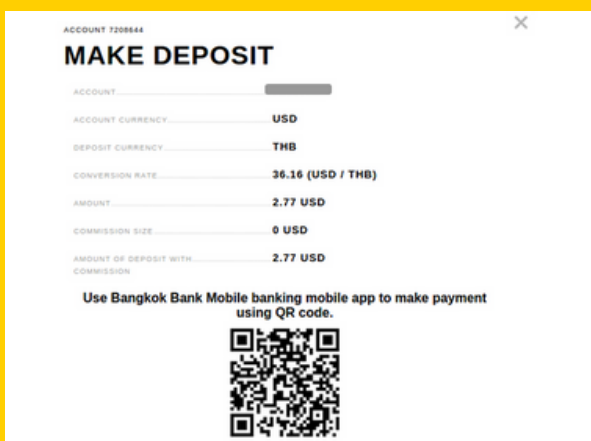 ACCOUNT 7208644
MAKE DEPOSIT
ACCOUNT
ACCOUNT CURRENCY USD
DEPOSIT CURRENCY THB
CONVERSION RATE 36.16 (USD / THB)
AMOUNT 2.77 USD
COMMISSION SIZE 0 USD
AMOUNT OF DEPOSIT WITH 2.77 USD
COMMISSION
Use Bangkok Bank Mobile banking mobile app to make payment
using QR code.